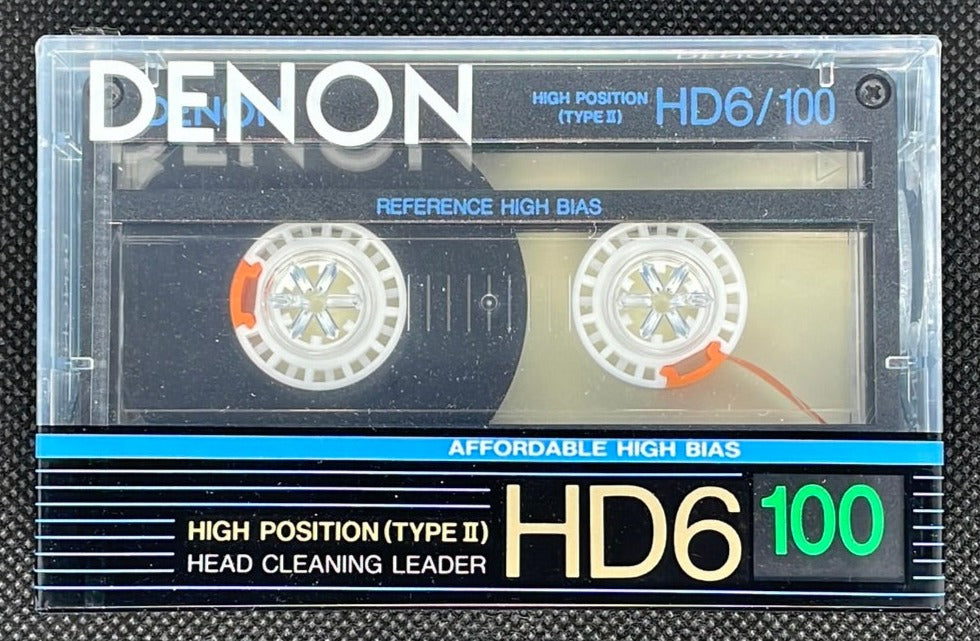 DENON
DENON
HIGH POSITION
(TYPE II)
HD6/100
REFERENCE HIGH BIAS
AFFORDABLE HIGH BIAS
HIGH POSITION (TYPE II)
HEAD CLEANING LEADER
HD6
100